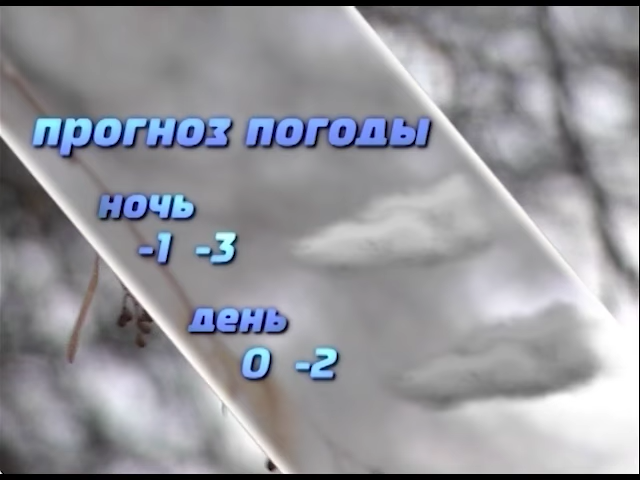 прогноз погоды
ночь
-1 -3
день
0 -2